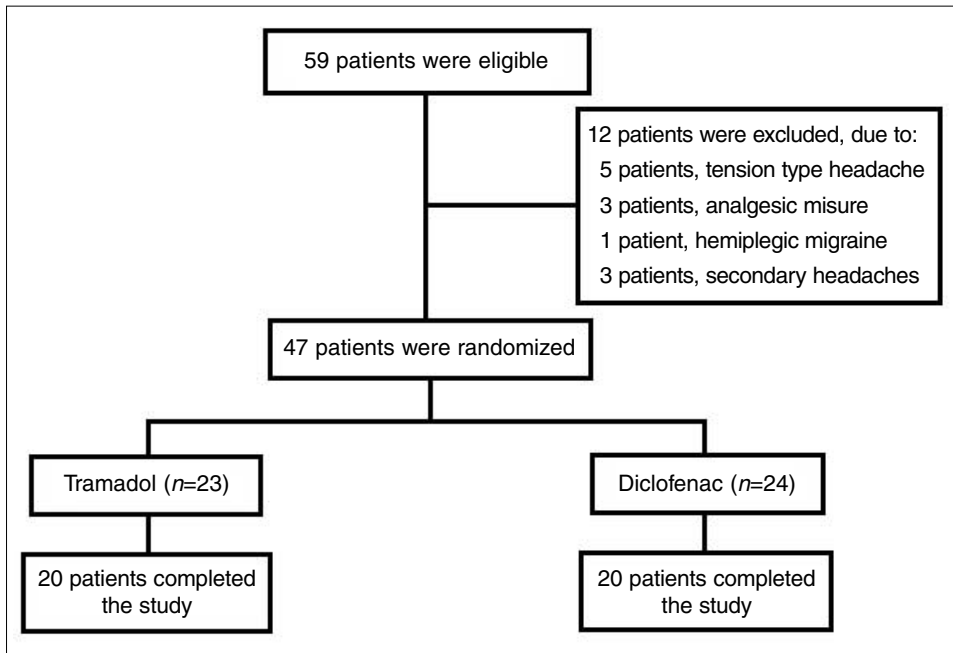 59 patients were eligible
12 patients were excluded, due to:
5 patients, tension type headache
3 patients, analgesic misure
1 patient, hemiplegic migraine
3 patients, secondary headaches
47 patients were randomized
Tramadol (n=23)
Diclofenac (n=24)
20 patients completed
the study
20 patients completed
the study